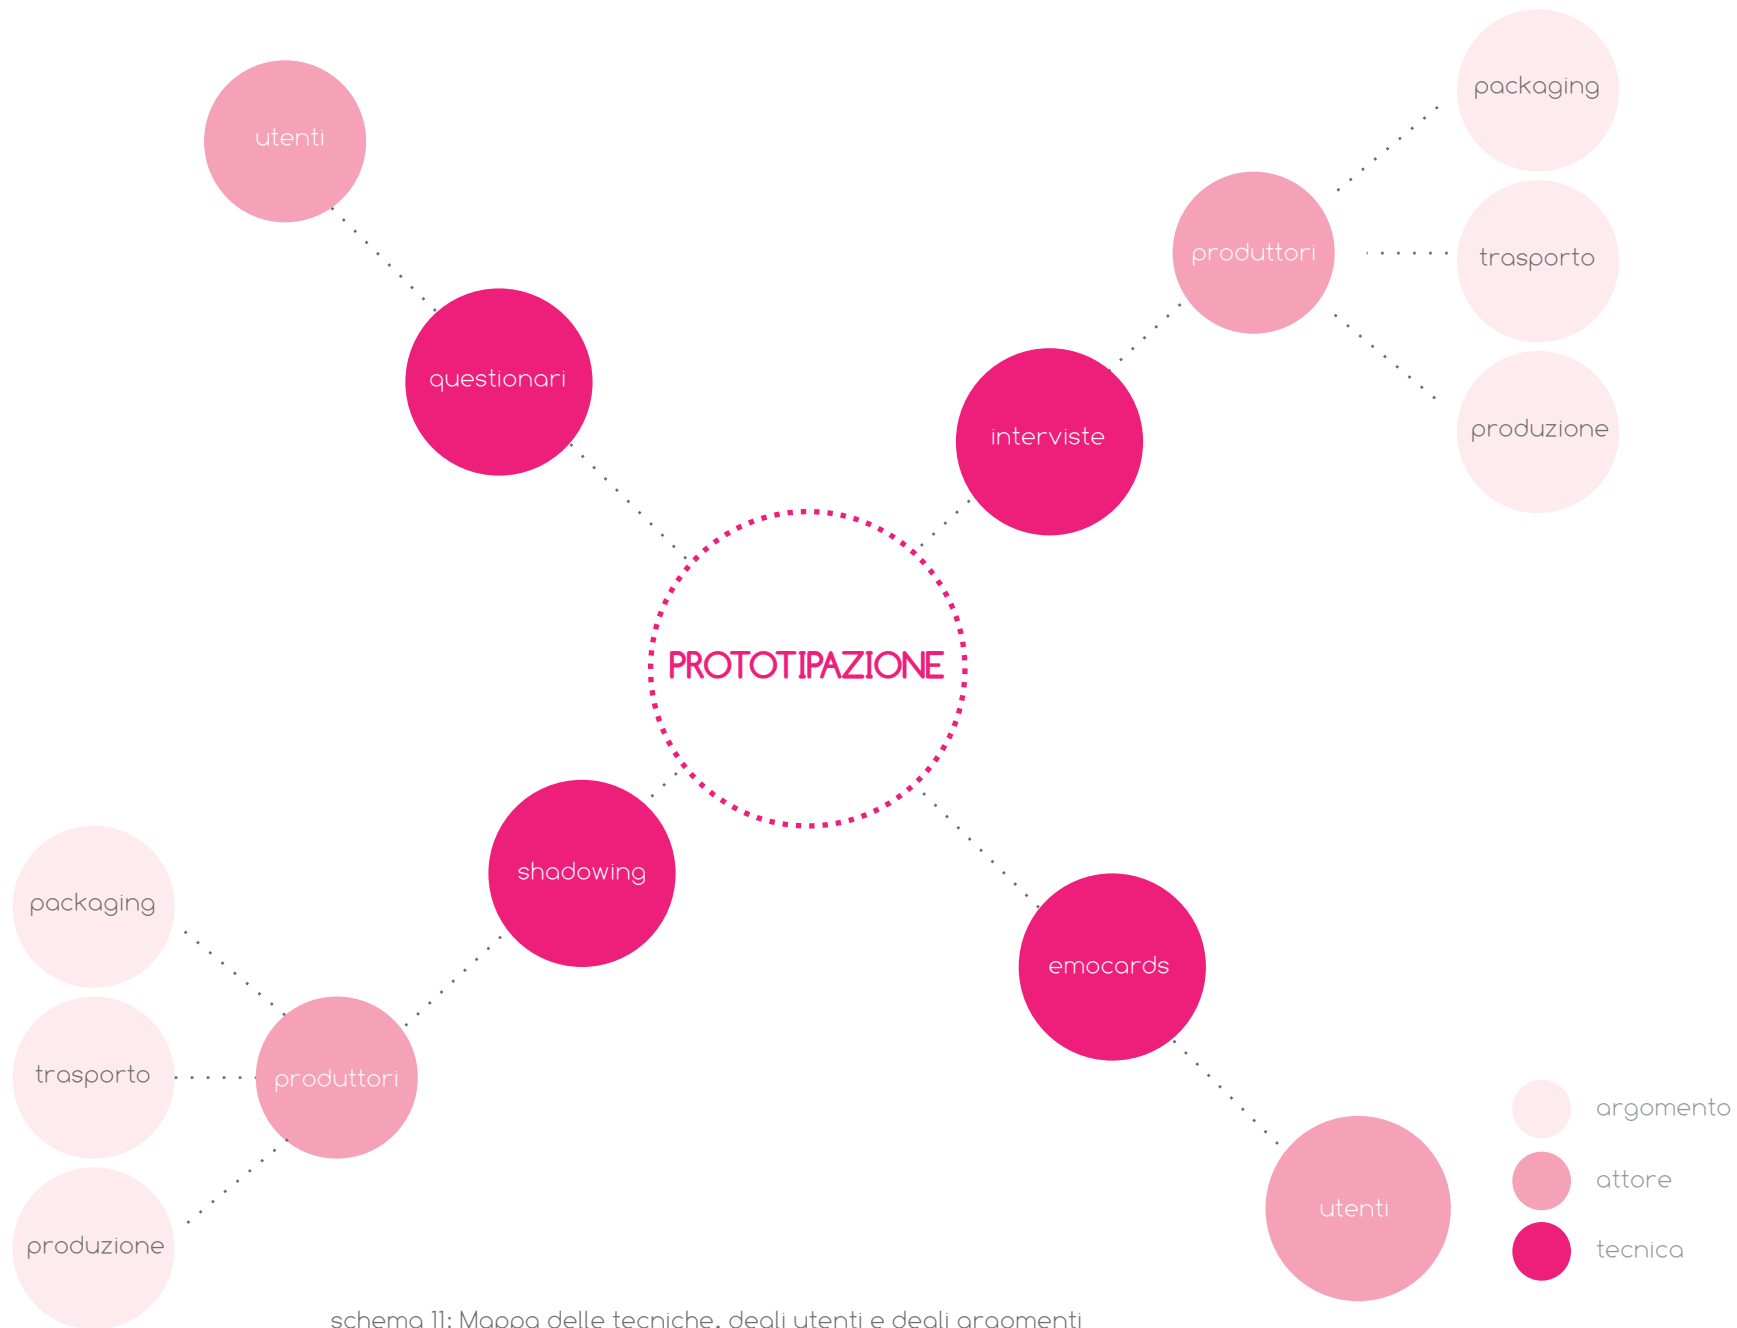 packaging
utenti
produttori
trasporto
questionari
interviste
produzione
PROTOTIPAZIONE
shadowing
packaging
emocards
trasporto
produttori
argomento
attore
utenti
produzione
tecnica
schema 11: Mappa delle tecniche, degli utenti e degli argomenti